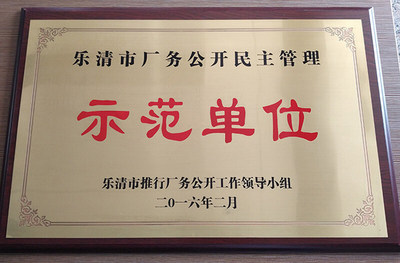 乐清市厂务公开民主管理
示范单位
乐清市推行厂务公开工作领导小组
二〇一六年二月